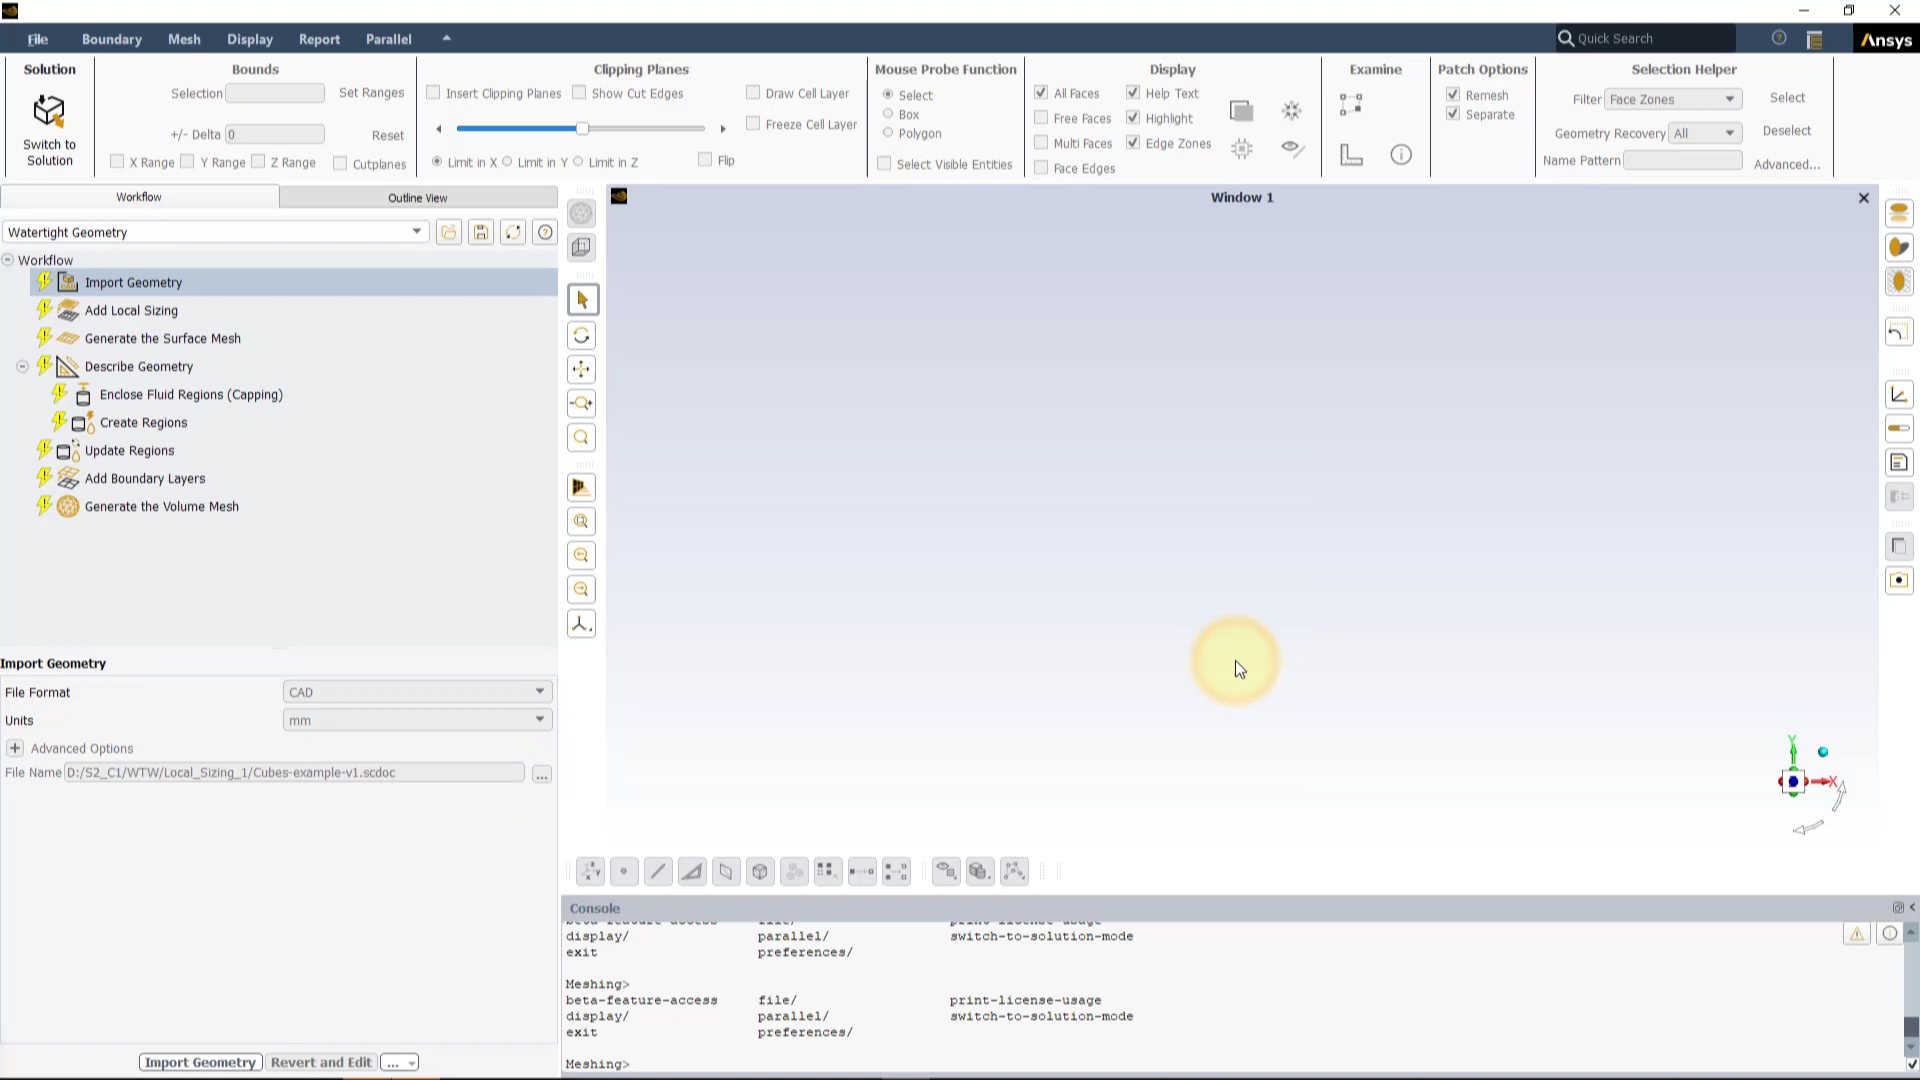 File Boundary Mesh Display Report Parallel Quick Search Ansys
Solution Bounds Clipping Planes Mouse Probe Function Display Examine Patch Options Selection Helper
Selection Set Ranges Insert Clipping Planes Show Cut Edges Draw Cell Layer Select All Faces Help Text Remesh Filter Face Zones Select
Box Free Faces Highlight Separate
+/- Delta 0 Reset Freeze Cell Layer Polygon Geometry Recovery All Deselect
Switch to Solution Multi Faces Edge Zones
X Range Y Range Z Range Cutplanes Limit in X Limit in Y Limit in Z Flip Select Visible Entities Face Edges Name Pattern Advanced...
Workflow Outline View Window 1
Watertight Geometry
Workflow
Import Geometry
Add Local Sizing
Generate the Surface Mesh
Describe Geometry
Enclose Fluid Regions (Capping)
Create Regions
Update Regions
Add Boundary Layers
Generate the Volume Mesh
Import Geometry
File Format CAD
Units mm
+ Advanced Options
File Name D:/S2_C1/WTW/Local_Sizing_1/Cubes-example-v1.scdoc ...
Import Geometry Revert and Edit ...
Y
X
Console
beta-feature-access file/ print-license-usage
display/ parallel/ switch-to-solution-mode
exit preferences/
Meshing>
beta-feature-access file/ print-license-usage
display/ parallel/ switch-to-solution-mode
exit preferences/
Meshing>